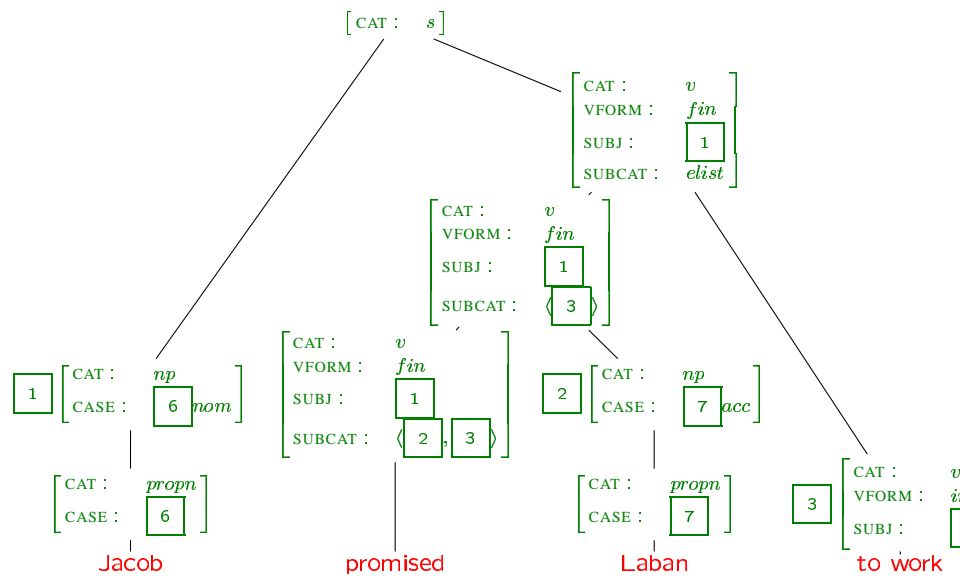 [CAT : s]
CAT : v
VFORM : fin
SUBJ : 1
SUBCAT : elist
CAT : v
VFORM : fin
SUBJ : 1
SUBCAT : ⟨ 3 ⟩
CAT : v
VFORM : fin
SUBJ : 1
SUBCAT : ⟨ 2 , 3 ⟩
1 CAT : np
CASE : 6 nom
2 CAT : np
CASE : 7 acc
CAT : propn
CASE : 6
CAT : propn
CASE : 7
3 CAT : v
VFORM :
SUBJ :
Jacob promised Laban to work